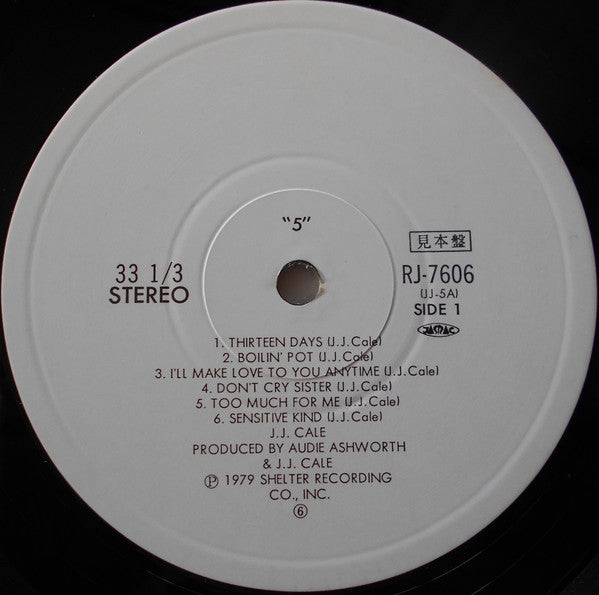 "5"
見本盤
33 1/3
STEREO
RJ-7606
(JJ-5A)
SIDE 1
JASRAC
1. THIRTEEN DAYS (J.J.Cale)
2. BOILIN' POT (J.J.Cale)
3. I'LL MAKE LOVE TO YOU ANYTIME (J.J.Cale)
4. DON'T CRY SISTER (J.J.Cale)
5. TOO MUCH FOR ME (J.J.Cale)
6. SENSITIVE KIND (J.J.Cale)
J.J. CALE
PRODUCED BY AUDIE ASHWORTH
& J.J. CALE
Ⓟ 1979 SHELTER RECORDING
CO., INC.
⑥